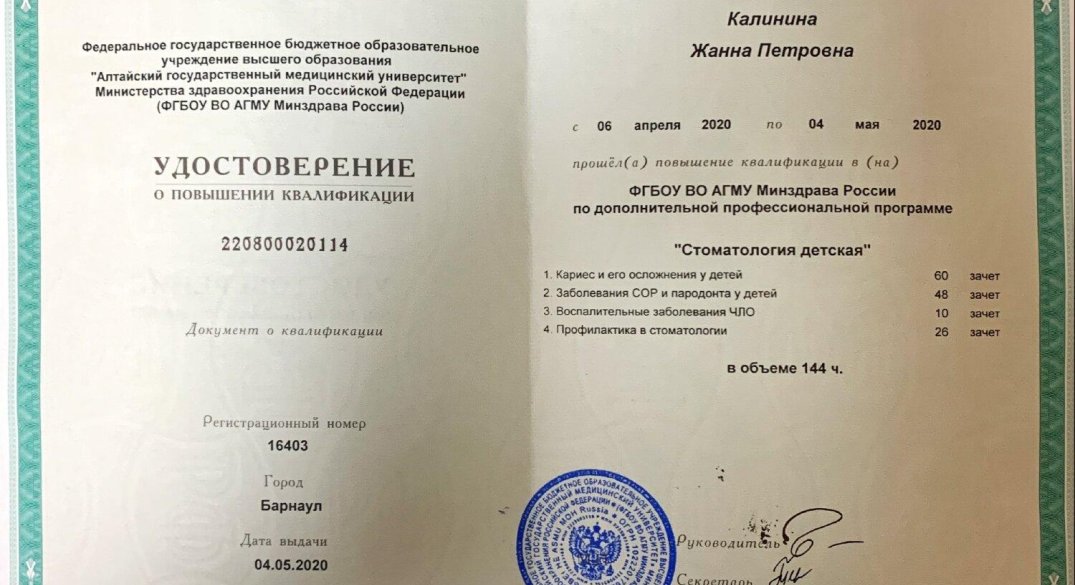 Федеральное государственное бюджетное образовательное
учреждение высшего образования
"Алтайский государственный медицинский университет"
Министерства здравоохранения Российской Федерации
(ФГБОУ ВО АГМУ Минздрава России)
УДОСТОВЕРЕНИЕ
О ПОВЫШЕНИИ КВАЛИФИКАЦИИ
220800020114
Документ о квалификации
Регистрационный номер
16403
Город
Барнаул
Дата выдачи
04.05.2020
Калинина
Жанна Петровна
с 06 апреля 2020 по 04 мая 2020
прошёл(а) повышение квалификации в (на)
ФГБОУ ВО АГМУ Минздрава России
по дополнительной профессиональной программе
"Стоматология детская"
1. Кариес и его осложнения у детей 60 зачет
2. Заболевания СОР и пародонта у детей 48 зачет
3. Воспалительные заболевания ЧЛО 10 зачет
4. Профилактика в стоматологии 26 зачет
в объеме 144 ч.
Руководитель
Секретарь